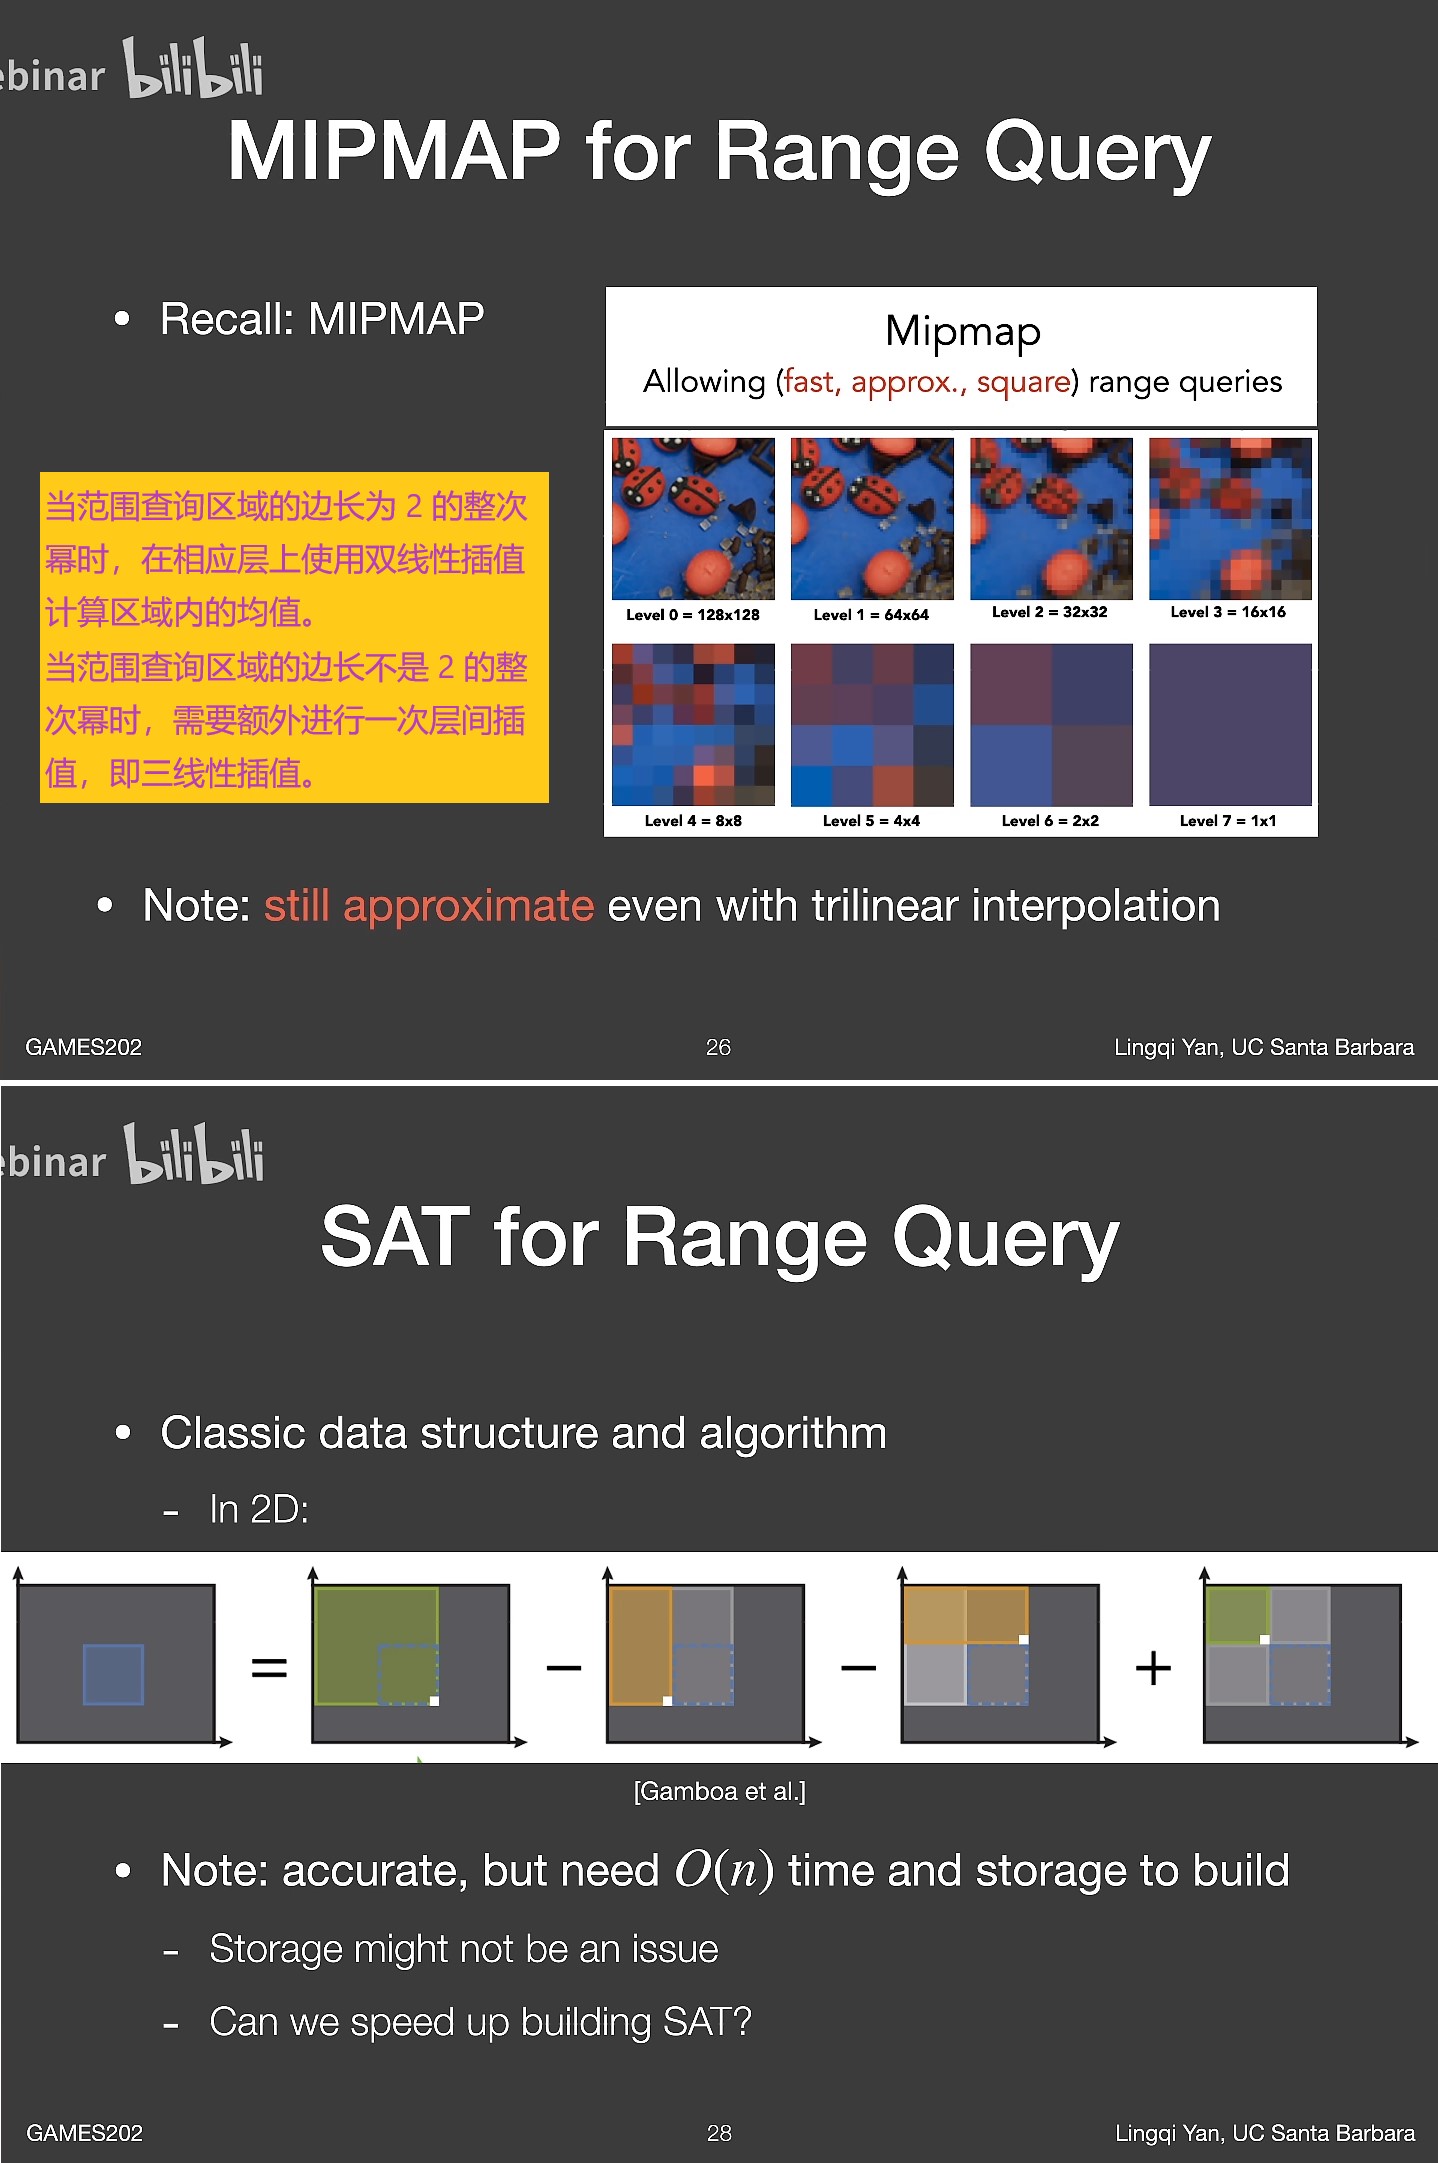 ebinar bilibili
MIPMAP for Range Query
• Recall: MIPMAP
Mipmap
Allowing (fast, approx., square) range queries
当范围查询区域的边长为 2 的整次
幂时，在相应层上使用双线性插值
计算区域内的均值。
当范围查询区域的边长不是 2 的整
次幂时，需要额外进行一次层间插
值，即三线性插值。
Level 0 = 128x128
Level 1 = 64x64
Level 2 = 32x32
Level 3 = 16x16
Level 4 = 8x8
Level 5 = 4x4
Level 6 = 2x2
Level 7 = 1x1
• Note: still approximate even with trilinear interpolation
GAMES202
26
Lingqi Yan, UC Santa Barbara
ebinar bilibili
SAT for Range Query
• Classic data structure and algorithm
- In 2D:
= − − +
[Gamboa et al.]
• Note: accurate, but need O(n) time and storage to build
- Storage might not be an issue
- Can we speed up building SAT?
GAMES202
28
Lingqi Yan, UC Santa Barbara